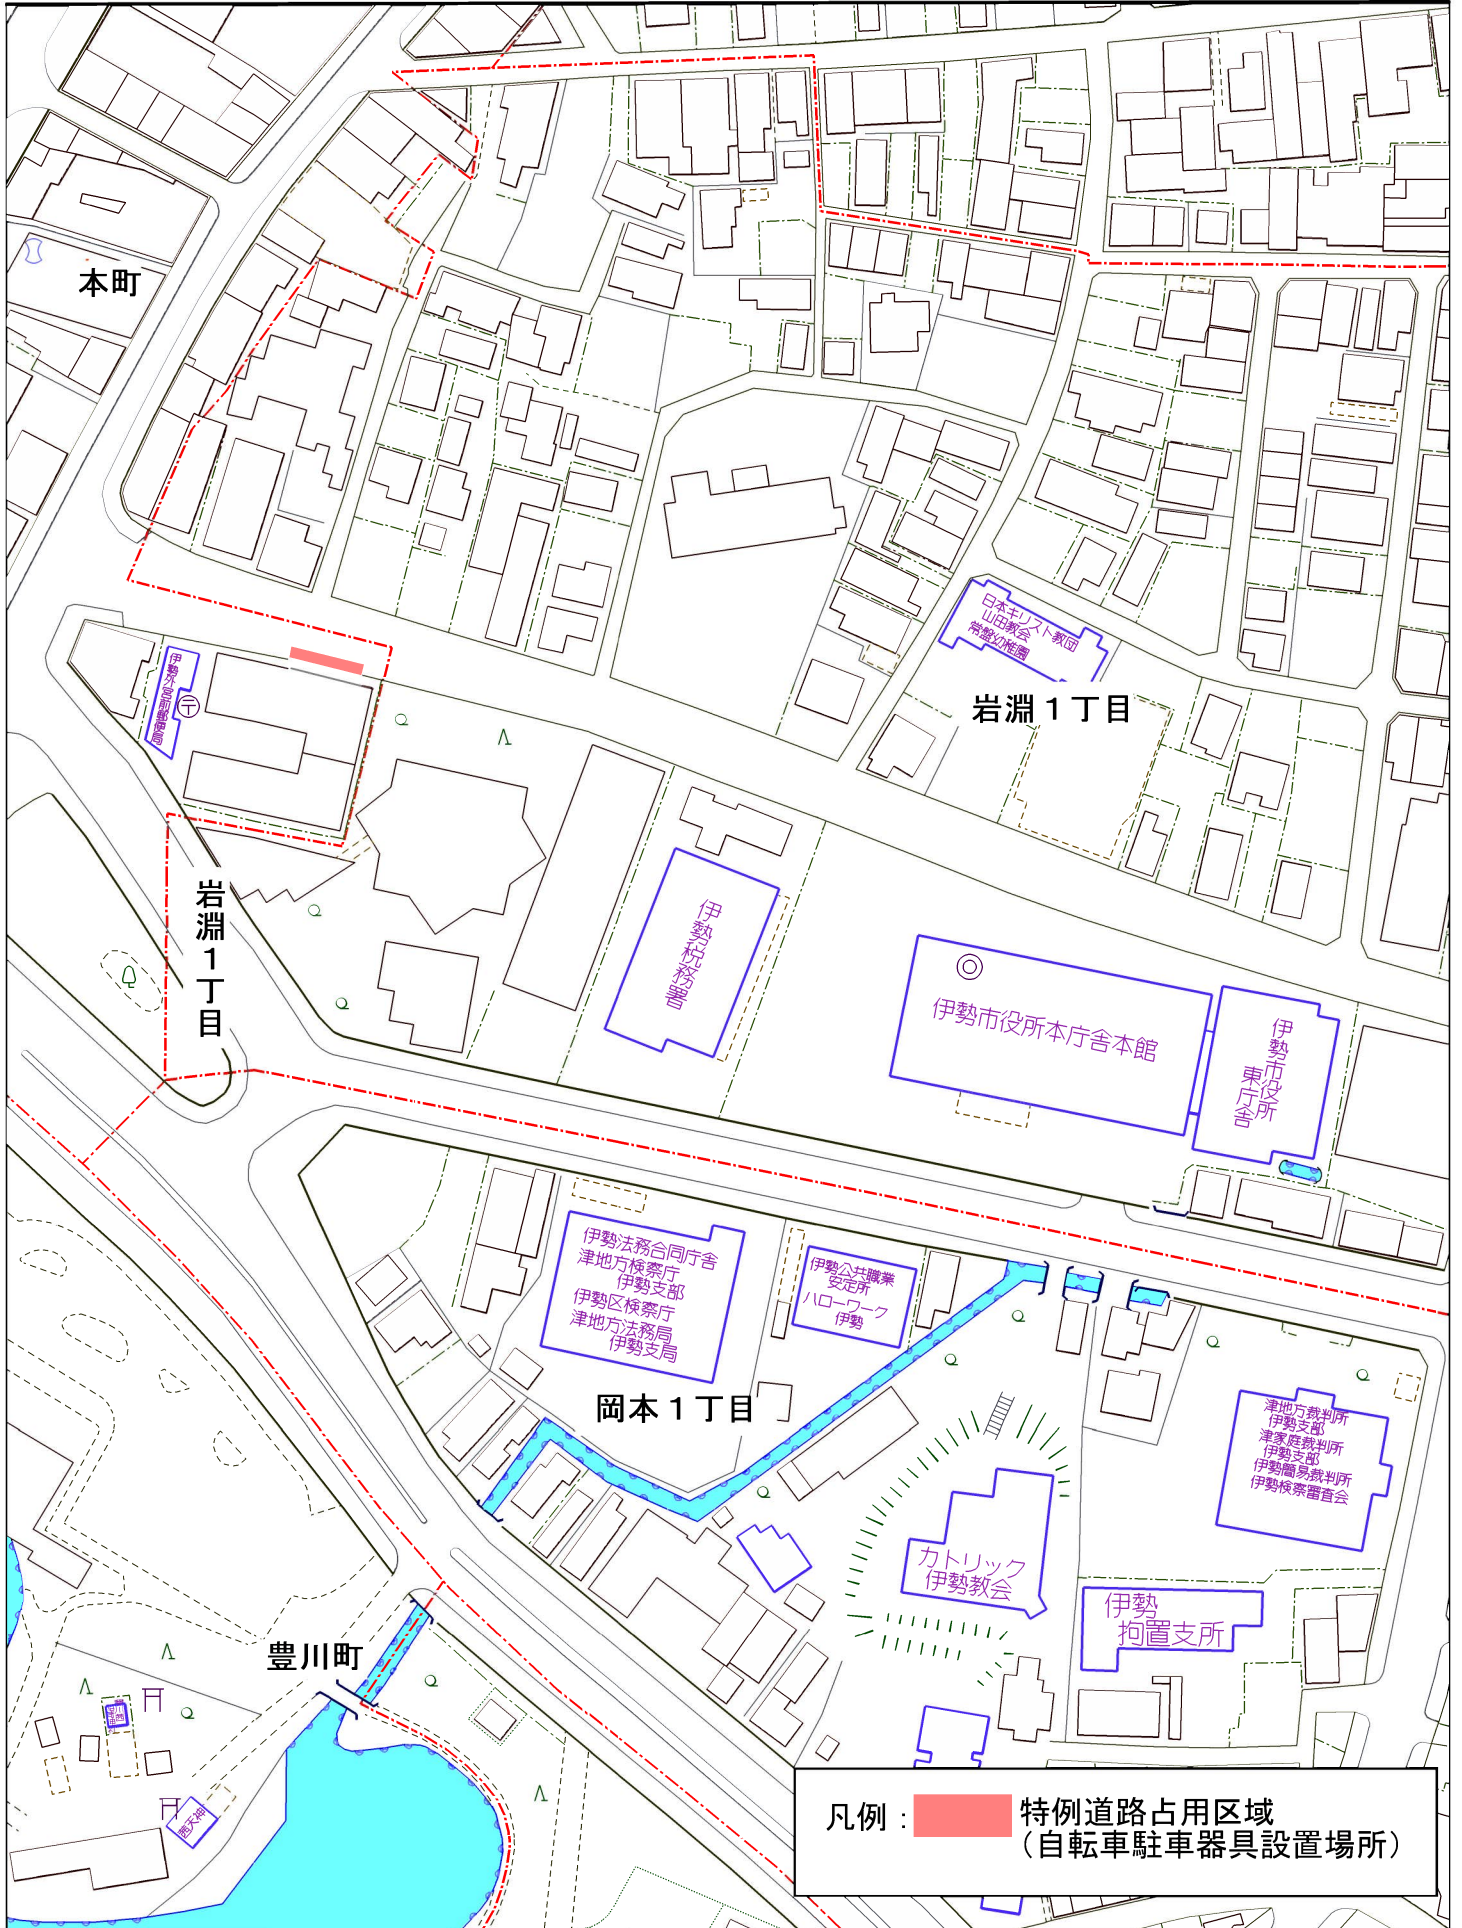 本町
日本キリスト教団
山田教会
常盤幼稚園
伊勢外宮前郵便局
岩淵１丁目
岩淵１丁目
伊勢税務署
伊勢市役所本庁舎本館
伊勢市役所
東庁舎
伊勢法務合同庁舎
津地方検察庁
伊勢支部
伊勢区検察庁
津地方法務局
伊勢支局
伊勢公共職業
安定所
ハローワーク
伊勢
岡本１丁目
津地方裁判所
伊勢支部
津家庭裁判所
伊勢支部
伊勢簡易裁判所
伊勢検察審査会
カトリック
伊勢教会
伊勢
拘置支所
豊川町
茜天神
凡例：
特例道路占用区域
（自転車駐車器具設置場所）